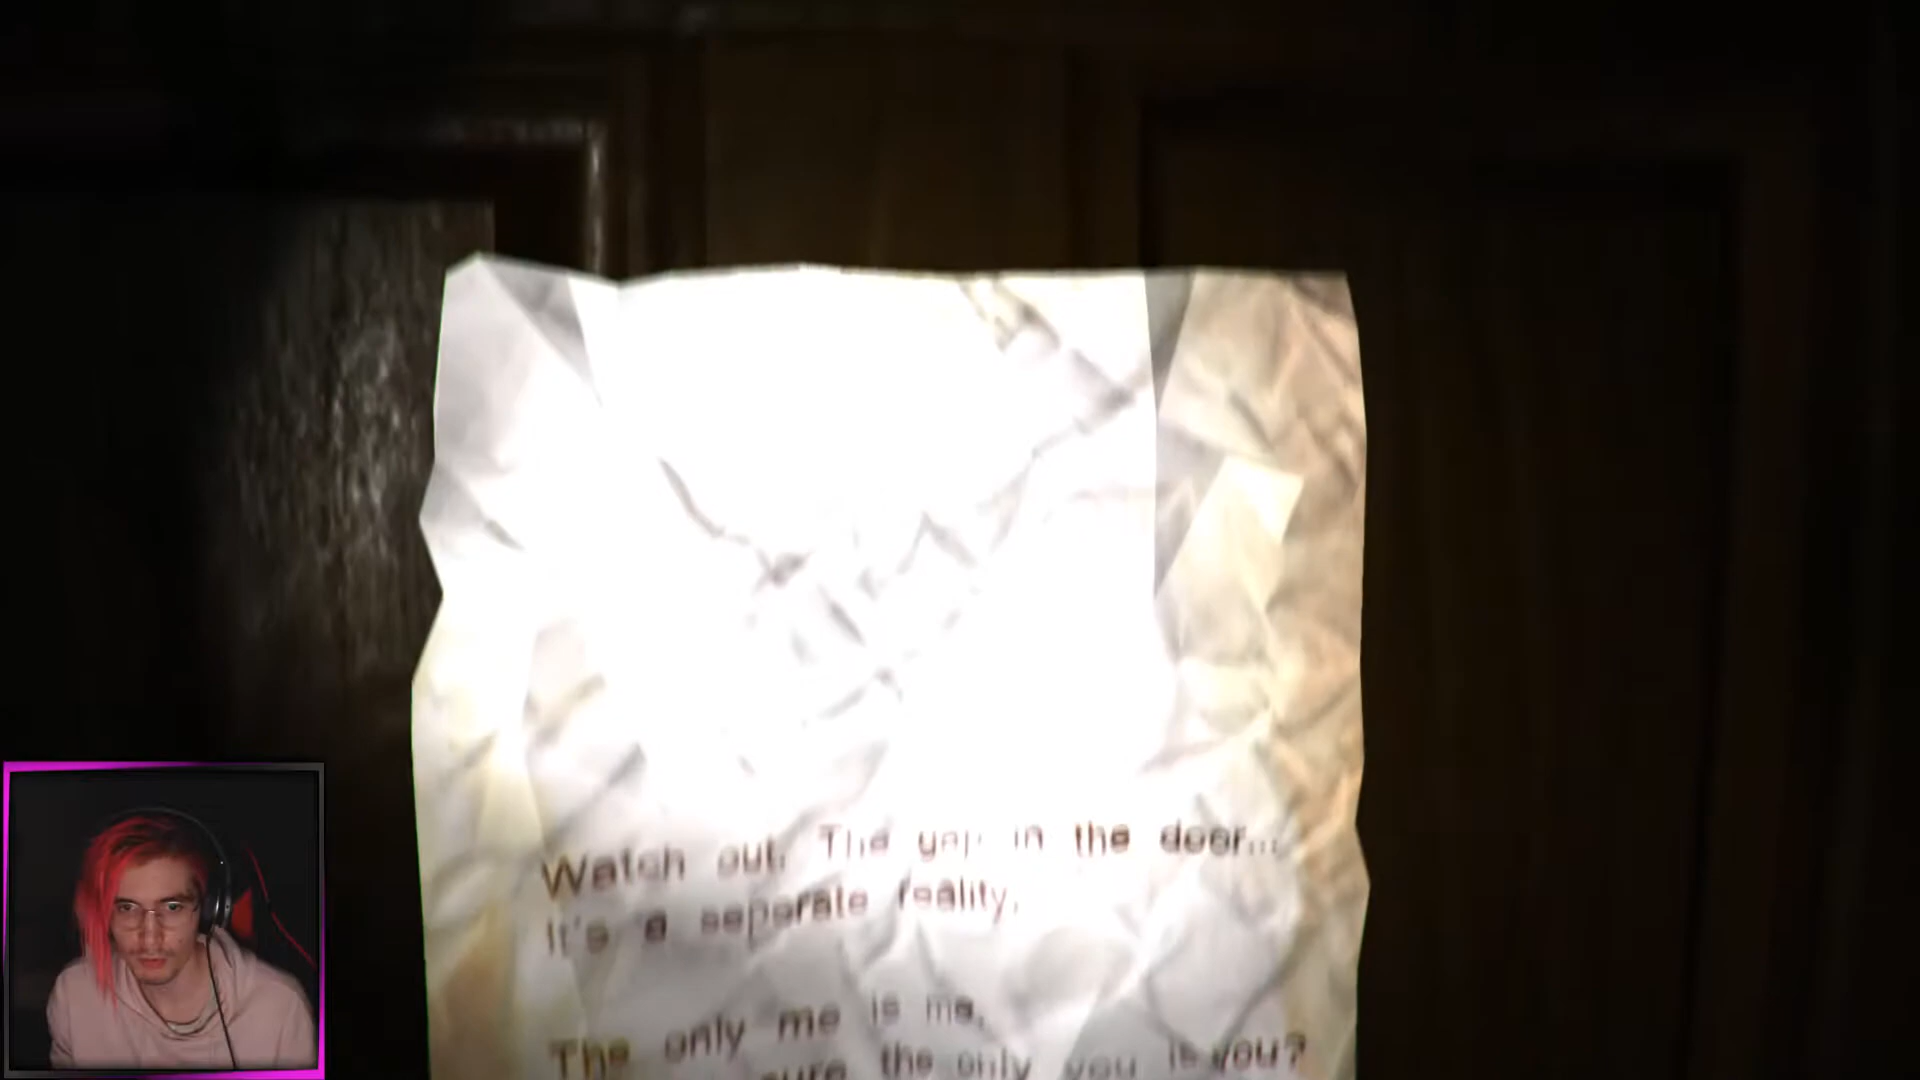 Watch out. The gap in the door...
It's a seperate reality.
The only me is me.
sure the only you is you?